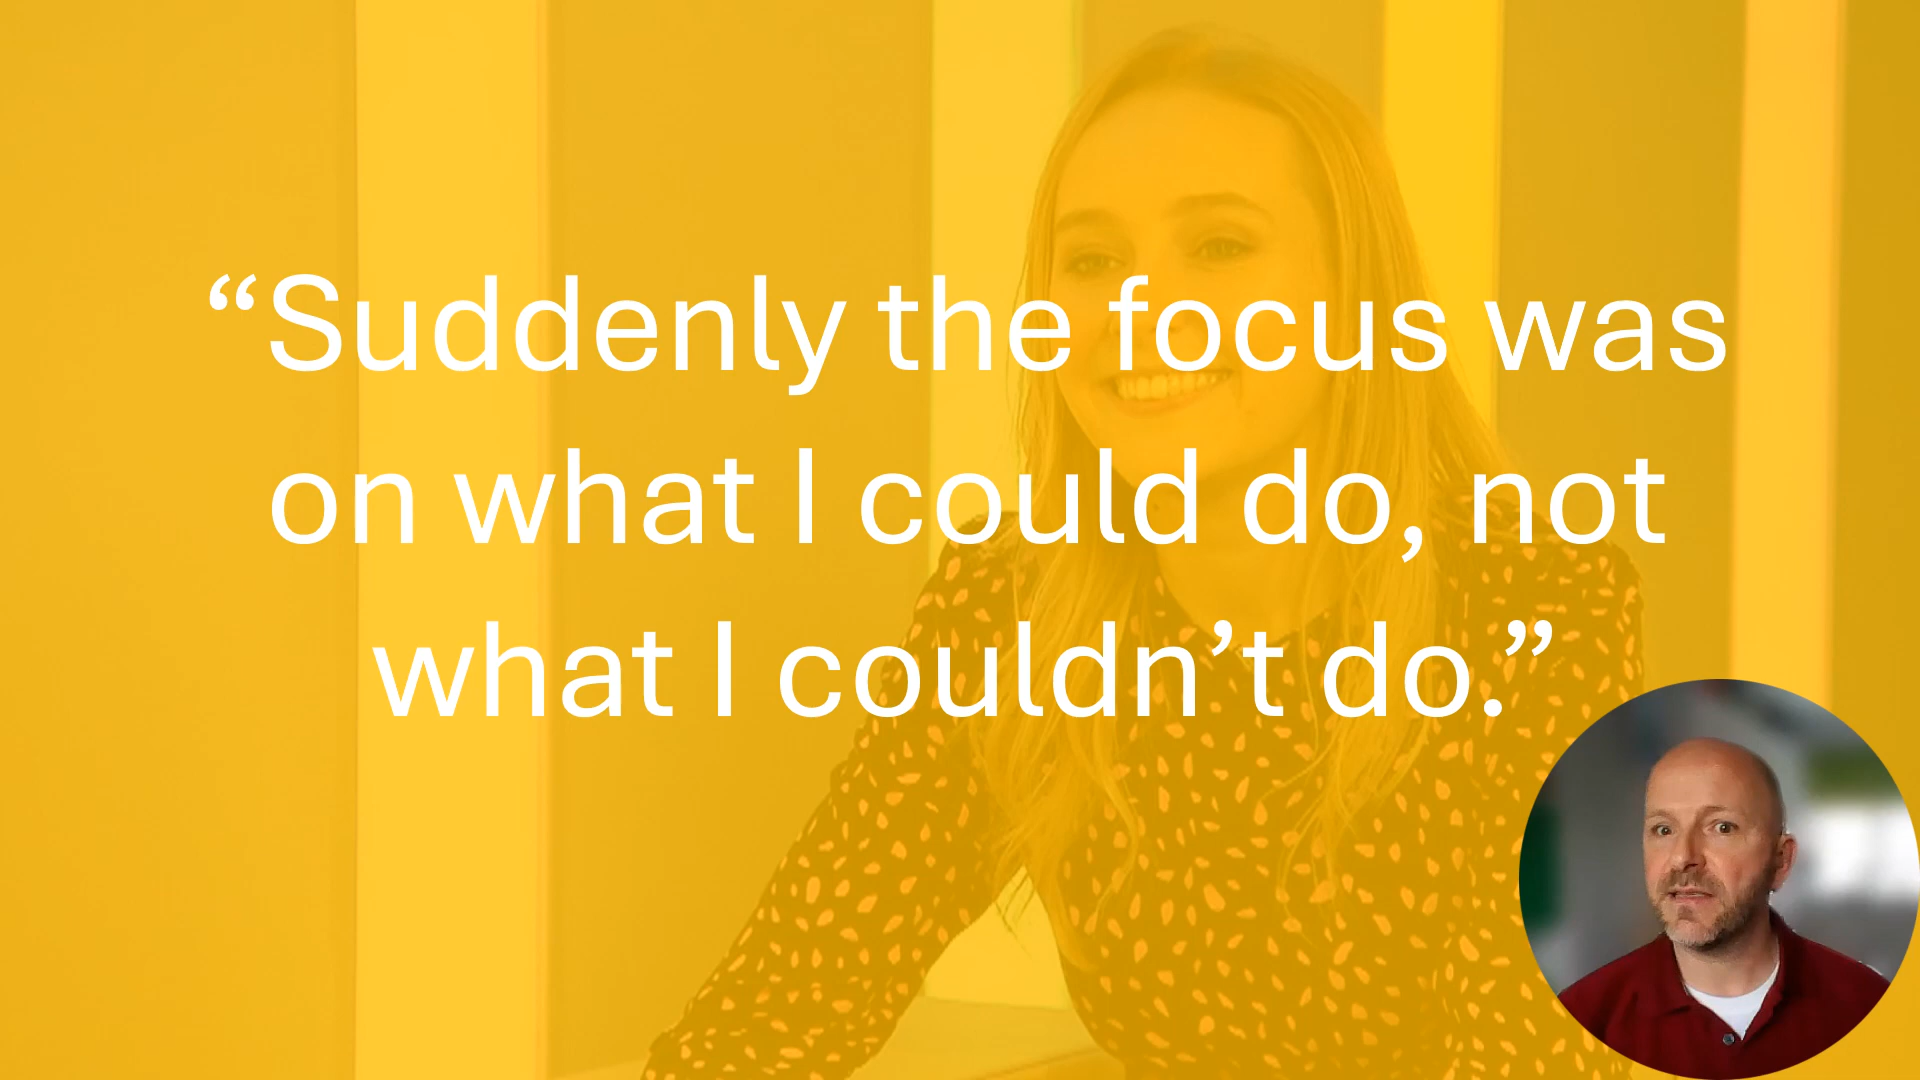 “Suddenly the focus was
on what I could do, not
what I couldn’t do.”